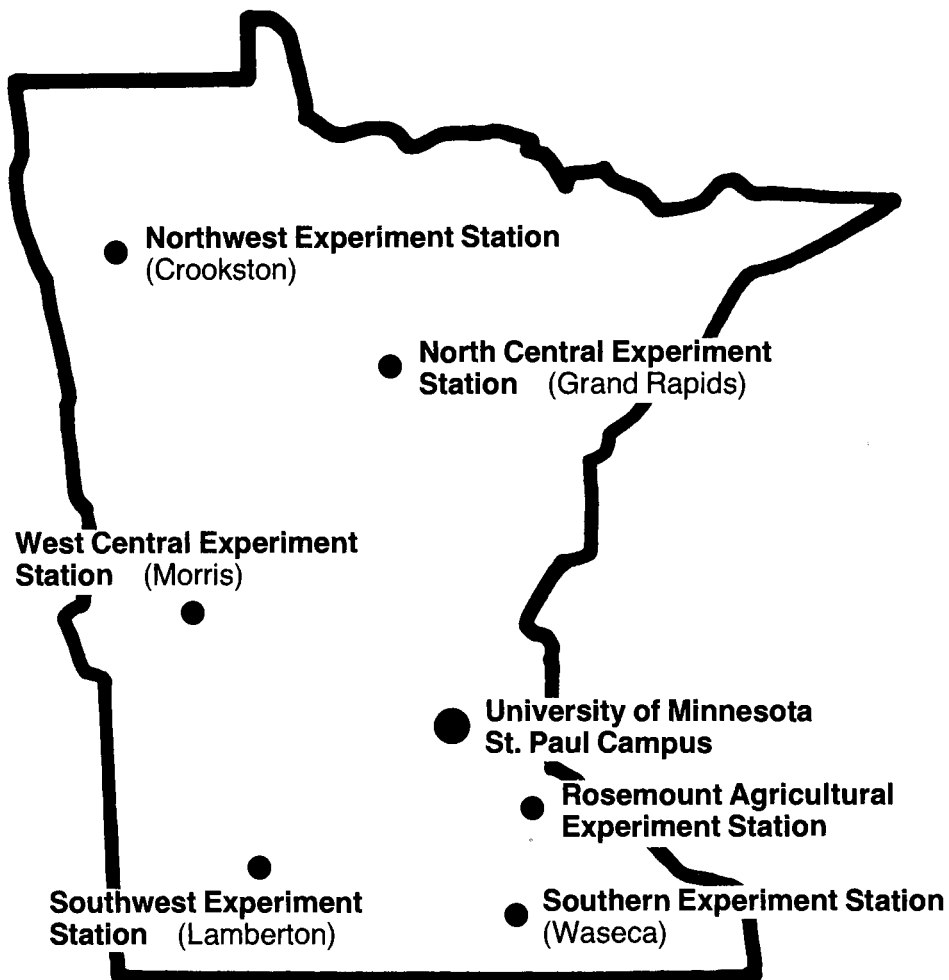 Northwest Experiment Station
(Crookston)
North Central Experiment
Station (Grand Rapids)
West Central Experiment
Station (Morris)
University of Minnesota
St. Paul Campus
Rosemount Agricultural
Experiment Station
Southwest Experiment
Station (Lamberton)
Southern Experiment Station
(Waseca)